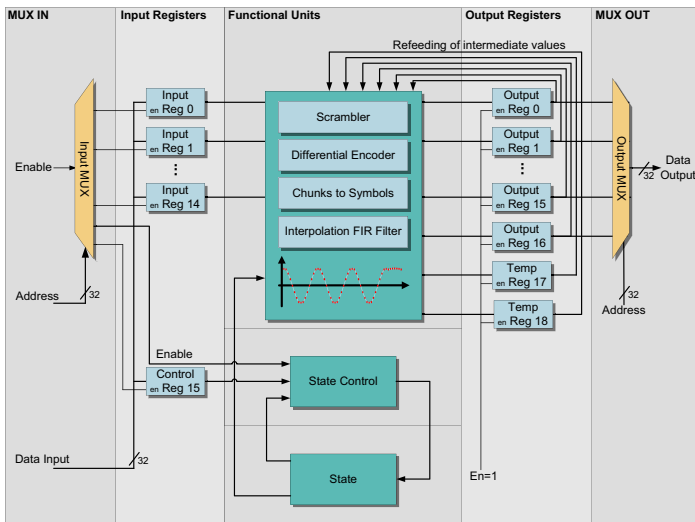 MUX IN
Input Registers
Functional Units
Output Registers
MUX OUT
Refeeding of intermediate values
Input
en Reg 0
Input
en Reg 1
...
Input
en Reg 14
Enable
Input MUX
Address
32
Scrambler
Differential Encoder
Chunks to Symbols
Interpolation FIR Filter
Output
en Reg 0
Output
en Reg 1
...
Output
en Reg 15
Output
en Reg 16
Temp
en Reg 17
Temp
en Reg 18
Output MUX
32
Data
Output
32
Address
Enable
Control
en Reg 15
State Control
Data Input
32
State
En=1